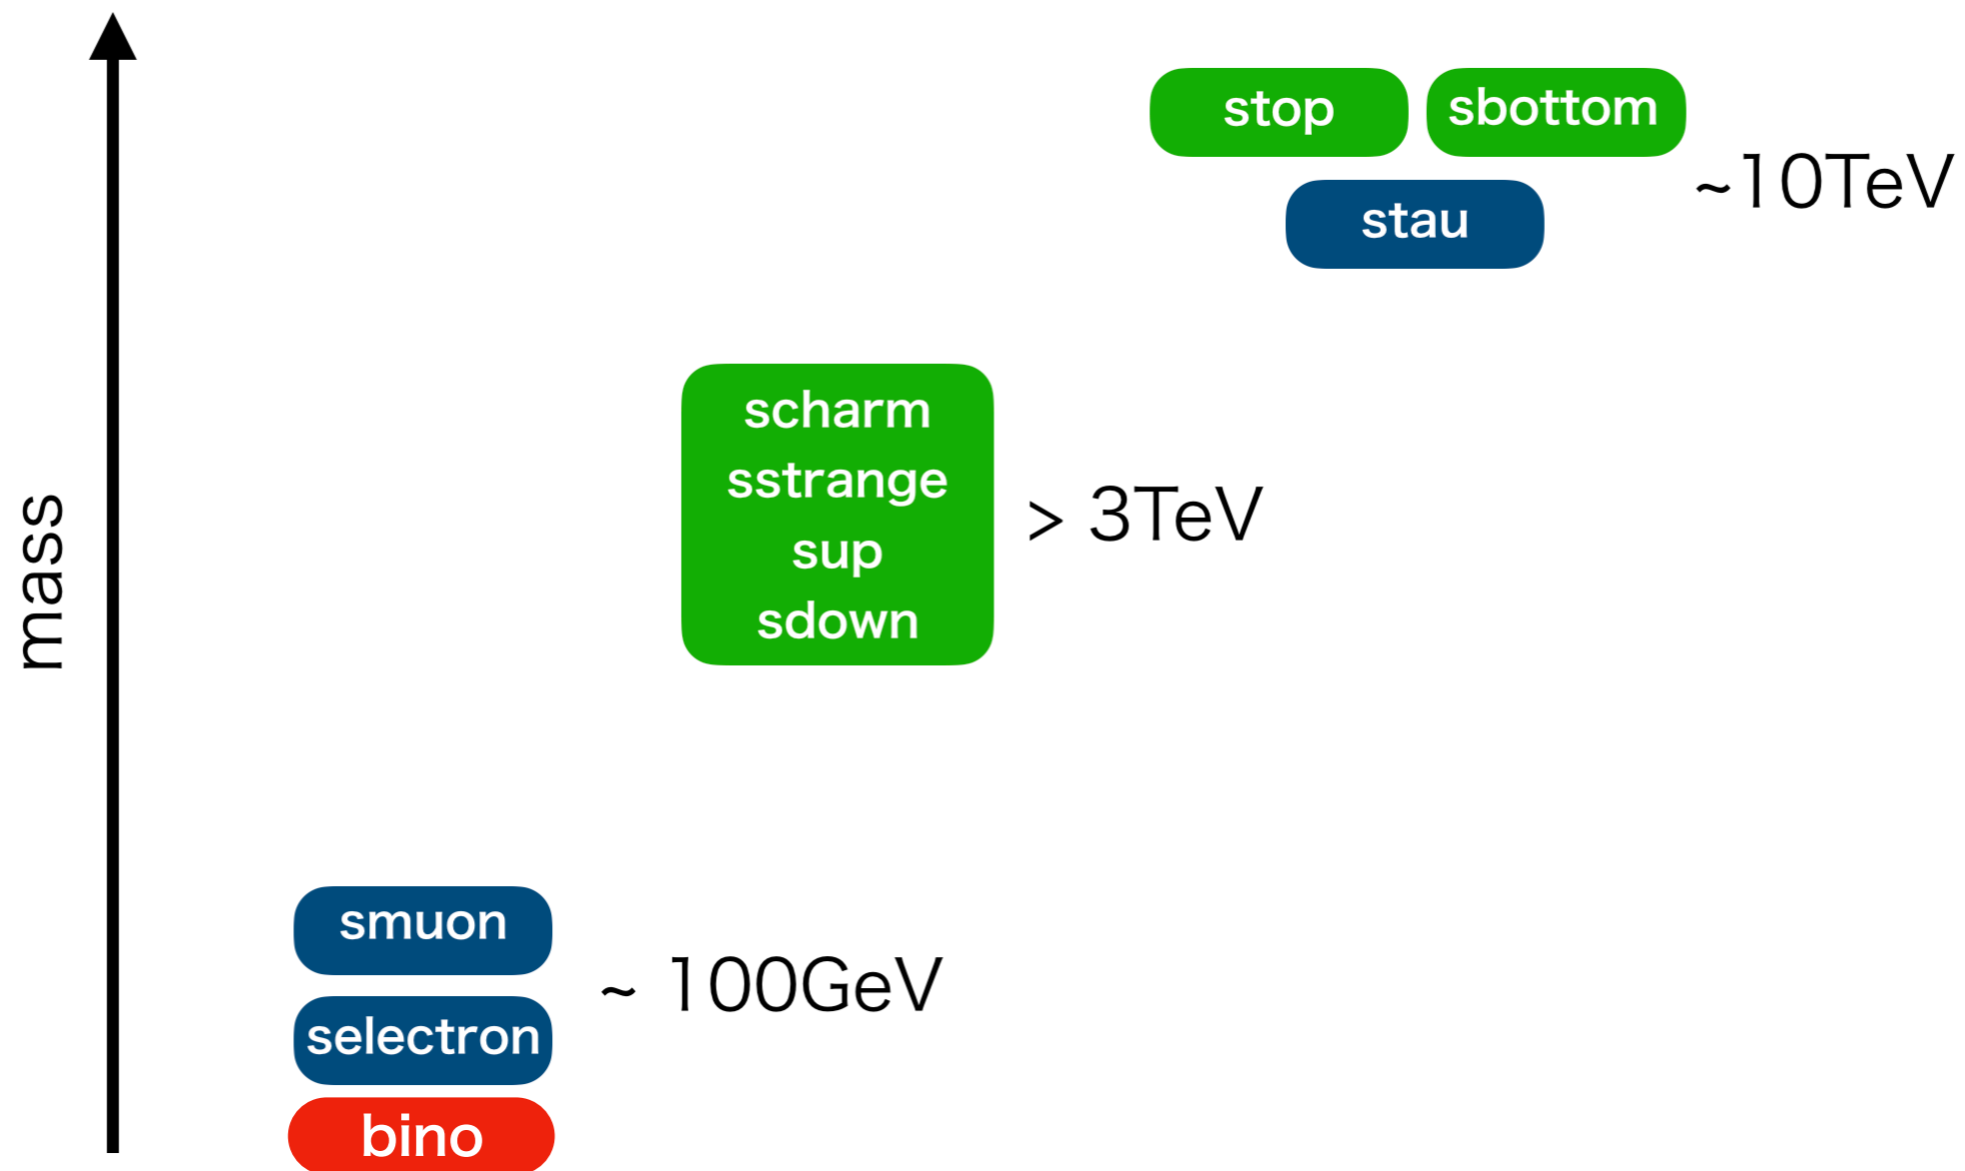 stop
sbottom
~10TeV
stau
scharm
sstrange
sup
sdown
> 3TeV
mass
smuon
~ 100GeV
selectron
bino